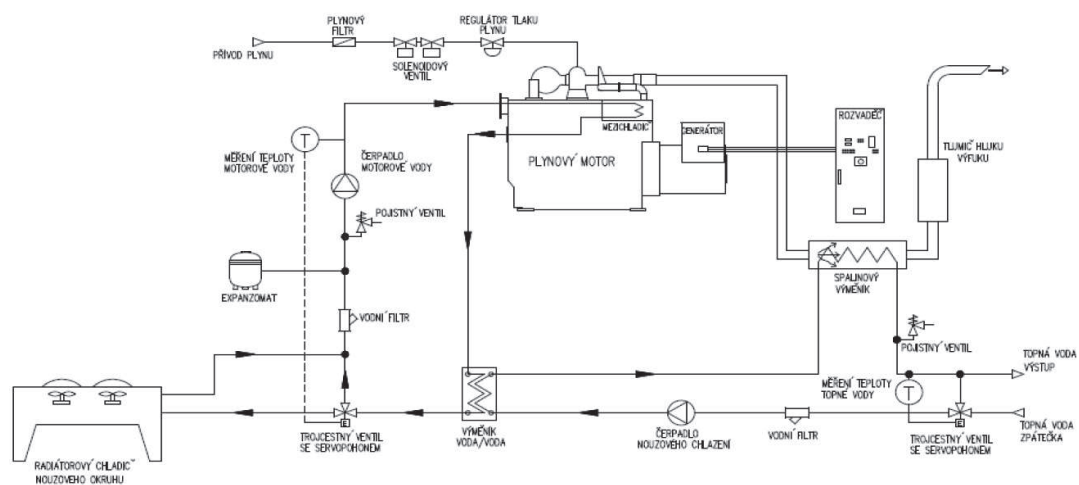 PLYNOVÝ
FILTR
REGULÁTOR TLAKU
PLYNU
PŘÍVOD PLYNU
SOLENOIDOVÝ
VENTIL
MEZICHLADIČ
GENERÁTOR
ROZVADĚČ
TLUMIČ HLUKU
VÝFUKU
PLYNOVÝ MOTOR
T
MĚŘENÍ TEPLOTY
MOTOROVÉ VODY
ČERPADLO
MOTOROVÉ VODY
POJISTNÝ VENTIL
EXPANZOMAT
SPALINOVÝ
VÝMĚNÍK
VODNÍ FILTR
POJISTNÝ VENTIL
TOPNÁ VODA
VÝSTUP
MĚŘENÍ TEPLOTY
TOPNÉ VODY
T
E
TROJCESTNÝ VENTIL
SE SERVOPOHONEM
VÝMĚNÍK
VODA/VODA
ČERPADLO
NOUZOVÉHO CHLAZENÍ
VODNÍ FILTR
E
TROJCESTNÝ VENTIL
SE SERVOPOHONEM
TOPNÁ VODA
ZPÁTEČKA
RADIÁTOROVÝ CHLADIČ
NOUZOVÉHO OKRUHU